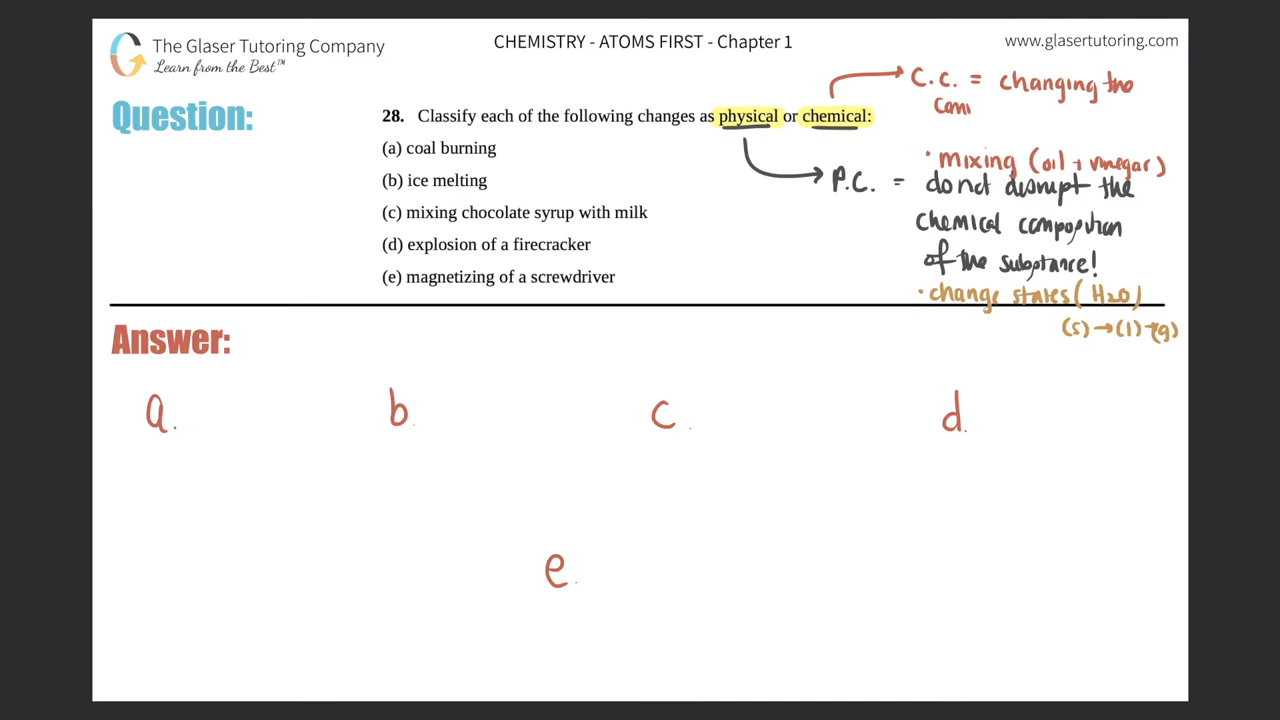 The Glaser Tutoring Company
Learn from the Best™
CHEMISTRY - ATOMS FIRST - Chapter 1
www.glasertutoring.com
Question:
28. Classify each of the following changes as physical or chemical:
(a) coal burning
(b) ice melting
(c) mixing chocolate syrup with milk
(d) explosion of a firecracker
(e) magnetizing of a screwdriver
C.C. = changing the
com
• mixing (oil + vinegar)
P.C. = do not disrupt the
chemical composition
of the substance!
• change states (H2O)
(s) → (l) → (g)
Answer:
a.
b.
c.
d.
e.